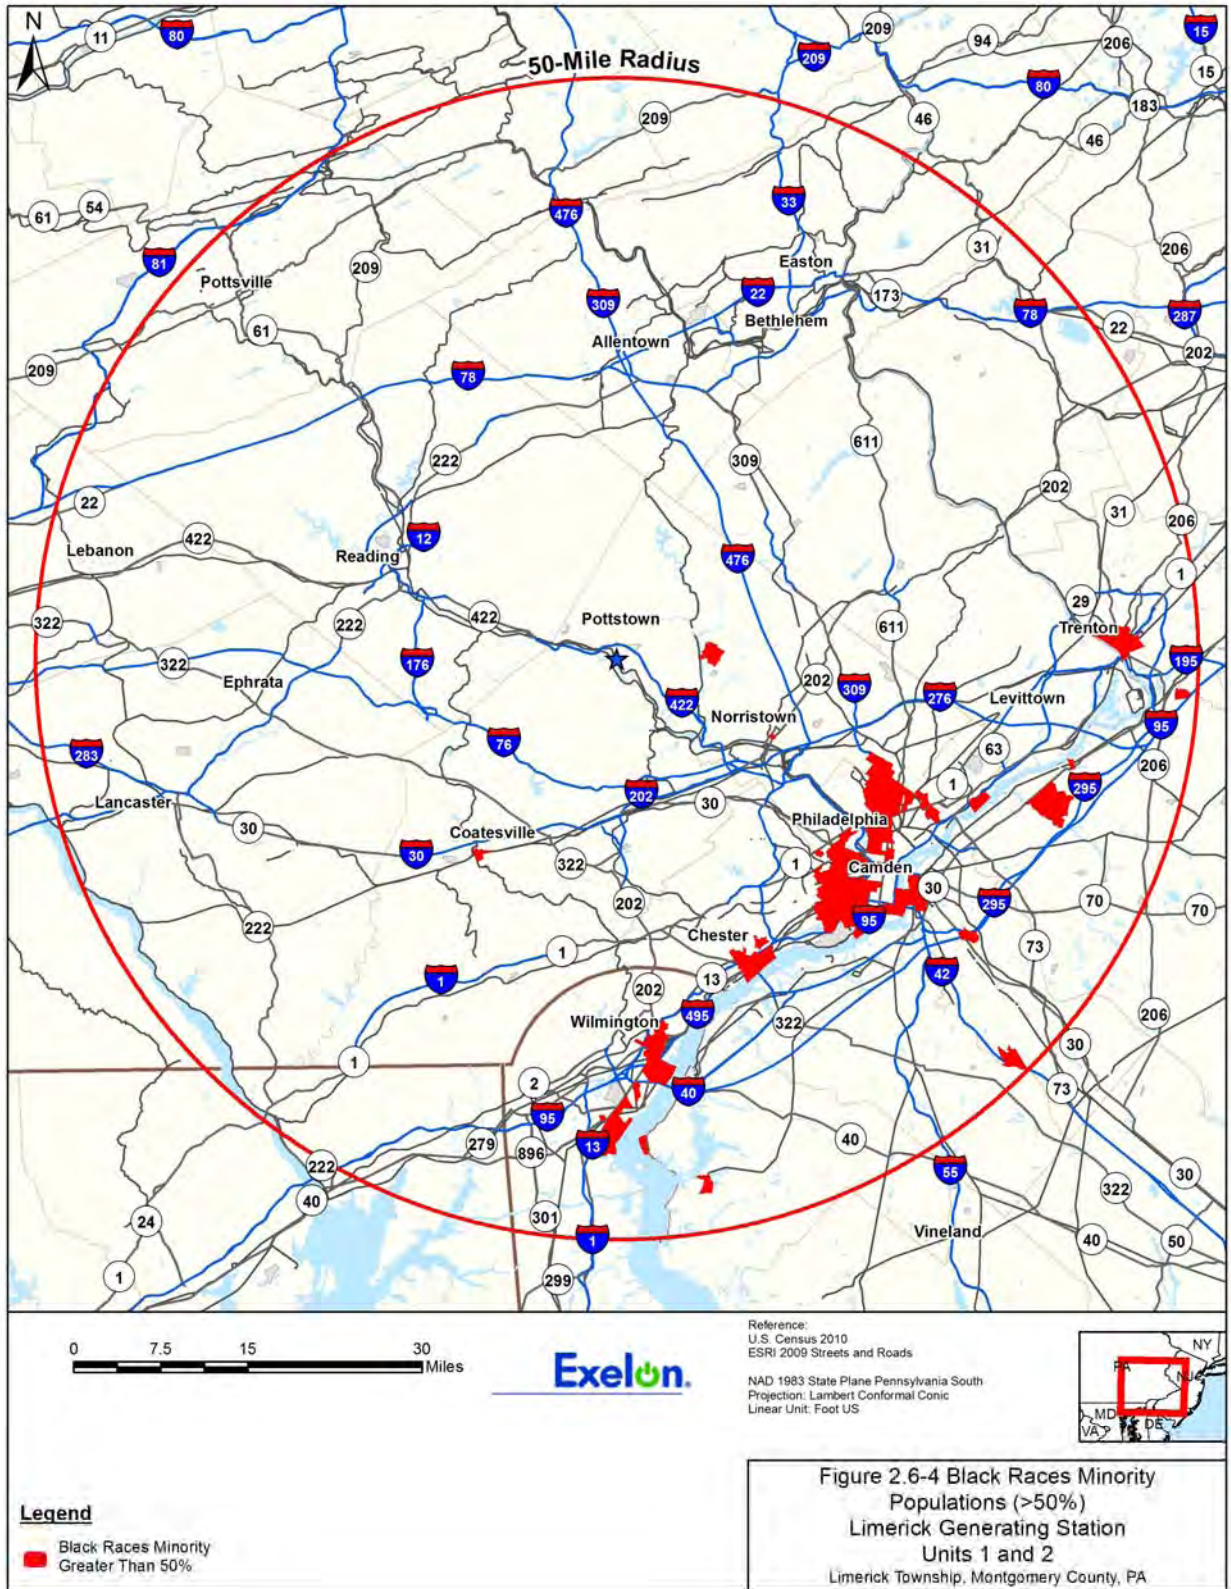 N
11
80
50-Mile Radius
209
209
94
206
15
15
80
183
209
46
46
61
54
476
33
81
209
Pottsville
31
206
Easton
22
173
309
Bethlehem
61
Allentown
78
287
22
202
209
78
222
309
611
22
202
31
206
Lebanon
422
12
Reading
476
1
29
322
222
422
Pottstown
611
Trenton
322
176
195
Ephrata
202
309
276
Levittown
422
Norristown
283
76
63
95
206
1
202
295
Lancaster
30
30
Philadelphia
Coatesville
30
322
1
Camden
202
30
70
70
222
95
295
Chester
73
1
1
202
13
42
495
Wilmington
322
206
30
1
2
40
73
95
279
896
13
40
222
55
30
40
322
24
301
Vineland
1
40
50
1
299
0
7.5
15
30
Miles
Exelon.
Reference:
U.S. Census 2010
ESRI 2009 Streets and Roads
NAD 1983 State Plane Pennsylvania South
Projection: Lambert Conformal Conic
Linear Unit: Foot US
NY
PA
NJ
MD
DE
VA
Legend
Black Races Minority
Greater Than 50%
Figure 2.6-4 Black Races Minority
Populations (>50%)
Limerick Generating Station
Units 1 and 2
Limerick Township, Montgomery County, PA